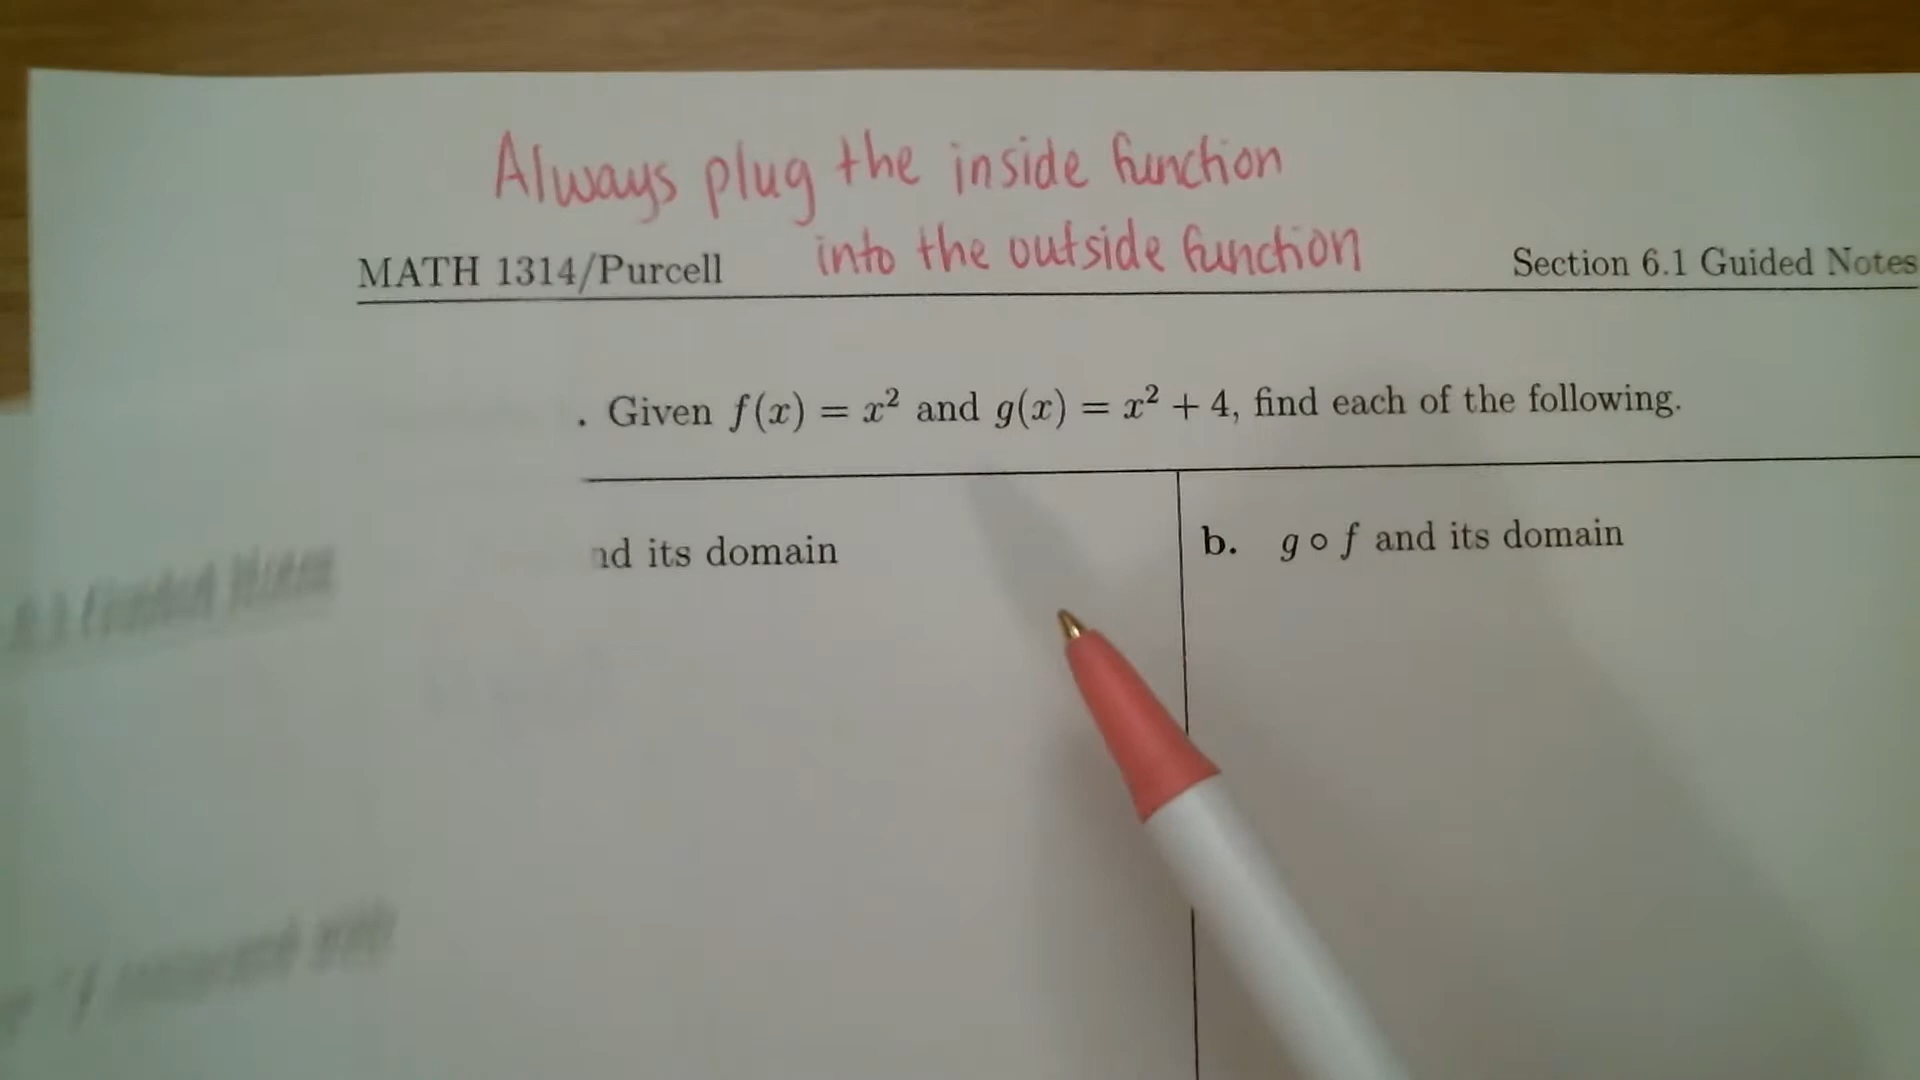 Always plug the inside function
into the outside function
MATH 1314/Purcell
Section 6.1 Guided Notes
. Given f(x) = x² and g(x) = x² + 4, find each of the following.
its domain
b. g ∘ f and its domain